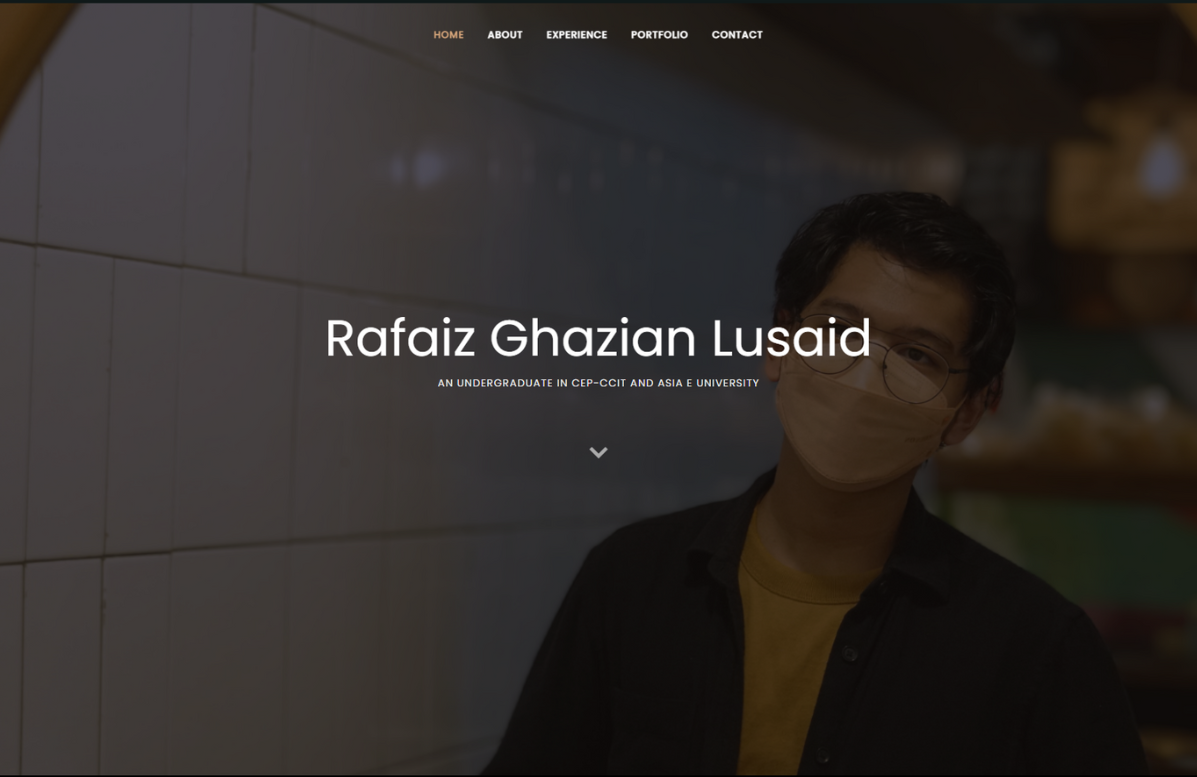 HOME ABOUT EXPERIENCE PORTFOLIO CONTACT
Rafaiz Ghazian Lusaid
AN UNDERGRADUATE IN CEP-CCIT AND ASIA E UNIVERSITY